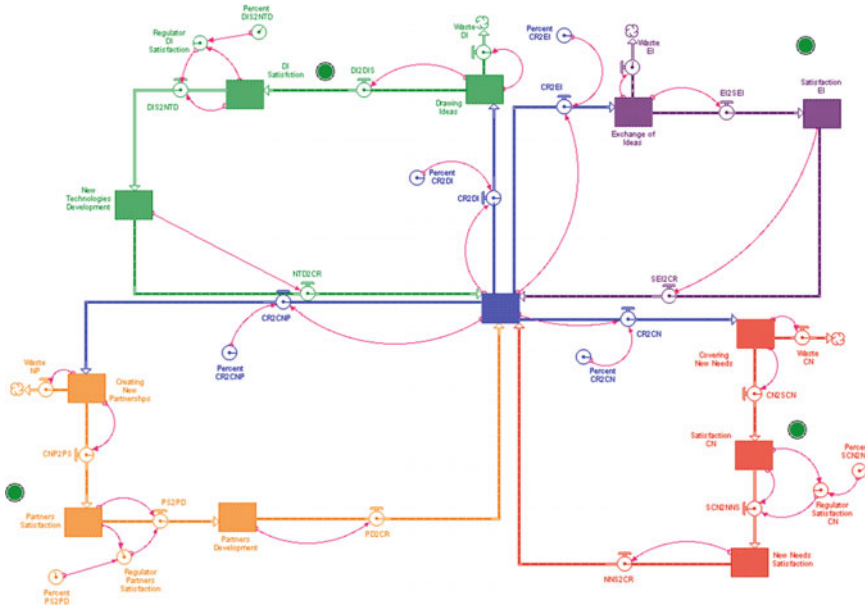 Percent
DIS2NTD
Regulator
DI
Satisfaction
DI
Satisfction
DIS2NTD
DI2DIS
Waste
DI
Drawing
Ideas
Percent
CR2EI
CR2EI
Waste
EI
Exchange of
Ideas
EI2SEI
Satisfaction
EI
New
Technologies
Development
Percent
CR2DI
CR2DI
NTD2CR
SEI2CR
CR2CNP
Percent
CR2CNP
CR2CN
Percent
CR2CN
Covering
New Needs
Waste
CN
Waste
NP
Creating
New
Partnerships
CN2SCN
CNP2PS
Satisfaction
CN
Percent
SCN2N
SCN2NNS
Regulator
Satisfaction
CN
Partners
Satisfaction
PS2PD
Partners
Development
PD2CR
Percent
PS2PD
Regulator
Partners
Satisfaction
NNS2CR
New Needs
Satisfaction